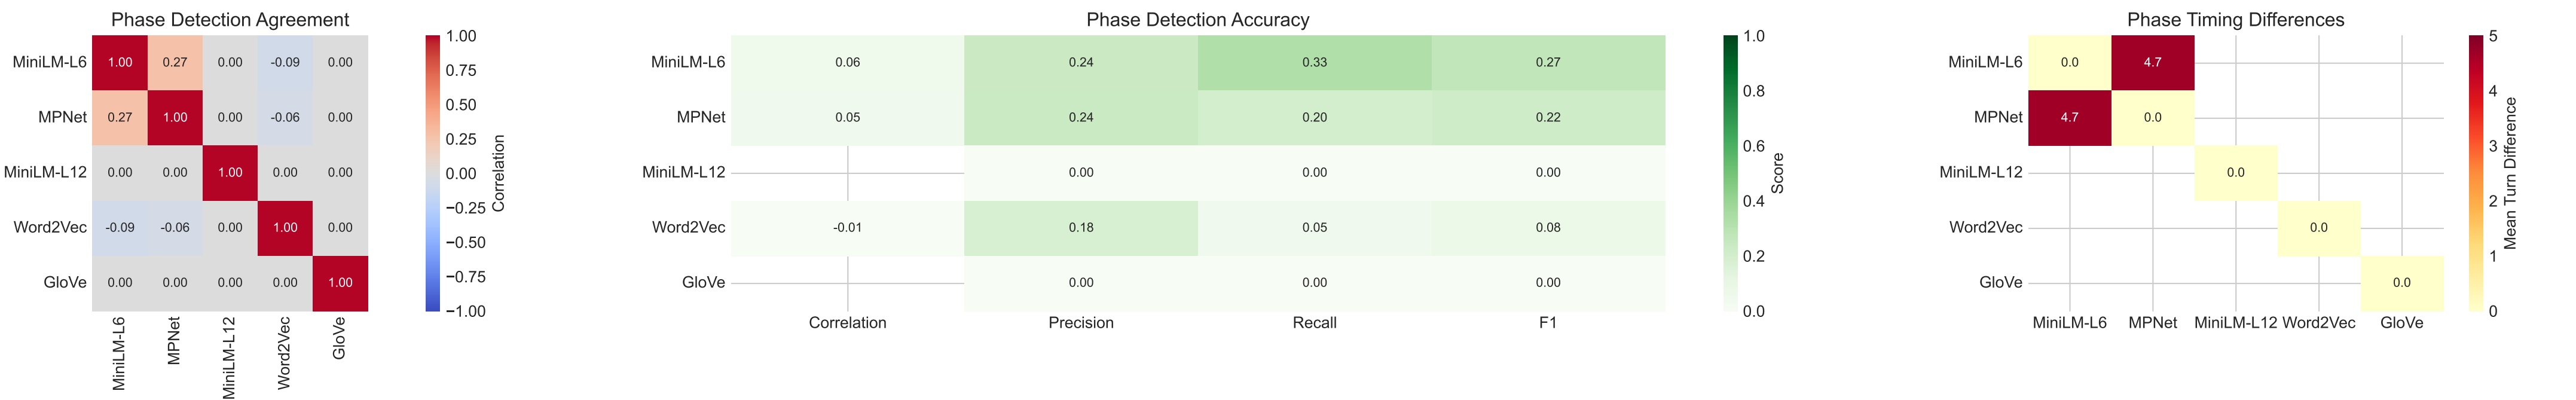 Phase Detection Agreement
MiniLM-L6 1.00 0.27 0.00 -0.09 0.00
MPNet 0.27 1.00 0.00 -0.06 0.00
MiniLM-L12 0.00 0.00 1.00 0.00 0.00
Word2Vec -0.09 -0.06 0.00 1.00 0.00
GloVe 0.00 0.00 0.00 0.00 1.00
MiniLM-L6 MPNet MiniLM-L12 Word2Vec GloVe
1.00
0.75
0.50
0.25
0.00
−0.25
−0.50
−0.75
−1.00
Correlation
Phase Detection Accuracy
MiniLM-L6 0.06 0.24 0.33 0.27
MPNet 0.05 0.24 0.20 0.22
MiniLM-L12 0.00 0.00 0.00
Word2Vec -0.01 0.18 0.05 0.08
GloVe 0.00 0.00 0.00
Correlation Precision Recall F1
1.0
0.8
0.6
0.4
0.2
0.0
Score
Phase Timing Differences
MiniLM-L6 0.0 4.7
MPNet 4.7 0.0
MiniLM-L12 0.0
Word2Vec 0.0
GloVe 0.0
MiniLM-L6 MPNet MiniLM-L12 Word2Vec GloVe
5
4
3
2
1
0
Mean Turn Difference